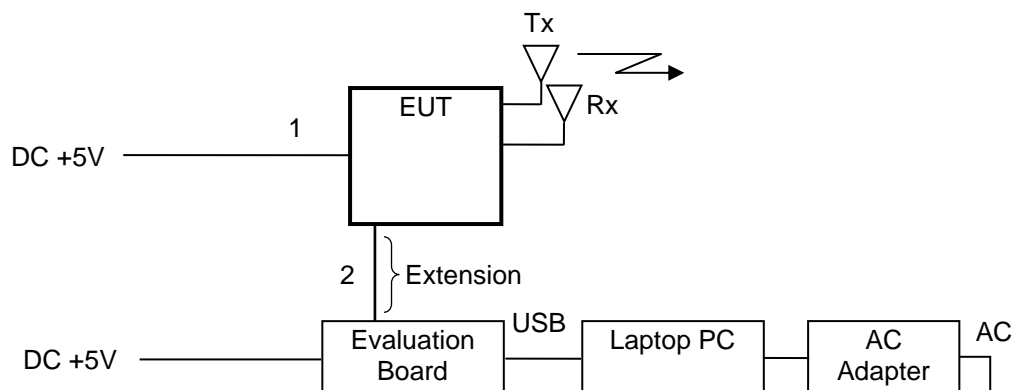 Tx
EUT
Rx
1
DC +5V
2
Extension
USB
AC
Evaluation
Board
Laptop PC
AC
Adapter
DC +5V